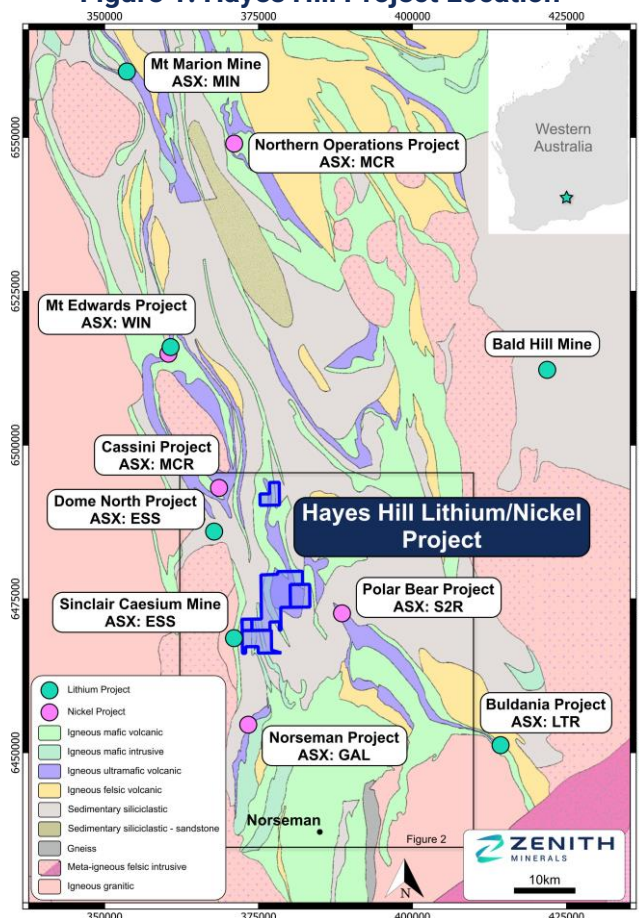 Figure 1: Hayes Hill Project Location
350000
375000
400000
425000
Mt Marion Mine
ASX: MIN
Northern Operations Project
ASX: MCR
Western
Australia
6550000
6550000
6525000
6525000
Mt Edwards Project
ASX: WIN
Bald Hill Mine
6500000
6500000
Cassini Project
ASX: MCR
Dome North Project
ASX: ESS
Hayes Hill Lithium/Nickel
Project
6475000
6475000
Sinclair Caesium Mine
ASX: ESS
Polar Bear Project
ASX: S2R
Buldania Project
ASX: LTR
Norseman Project
ASX: GAL
6450000
6450000
Norseman
Figure 2
Lithium Project
Nickel Project
Igneous mafic volcanic
Igneous mafic intrusive
Igneous ultramafic volcanic
Igneous felsic volcanic
Sedimentary siliciclastic
Sedimentary siliciclastic - sandstone
Gneiss
Meta-igneous felsic intrusive
Igneous granitic
N
ZENITH
MINERALS
10km
350000
375000
400000
425000